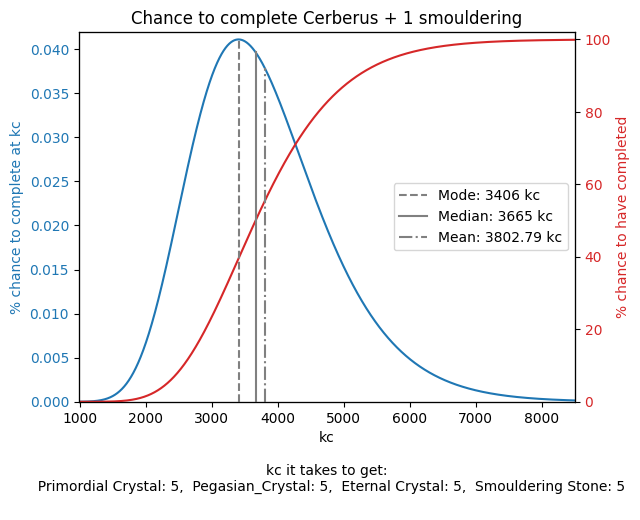 Chance to complete Cerberus + 1 smouldering
% chance to complete at kc
0.040
0.035
0.030
0.025
0.020
0.015
0.010
0.005
0.000
100
80
60
40
20
0
% chance to have completed
Mode: 3406 kc
Median: 3665 kc
Mean: 3802.79 kc
1000 2000 3000 4000 5000 6000 7000 8000
kc
kc it takes to get:
Primordial Crystal: 5, Pegasian_Crystal: 5, Eternal Crystal: 5, Smouldering Stone: 5